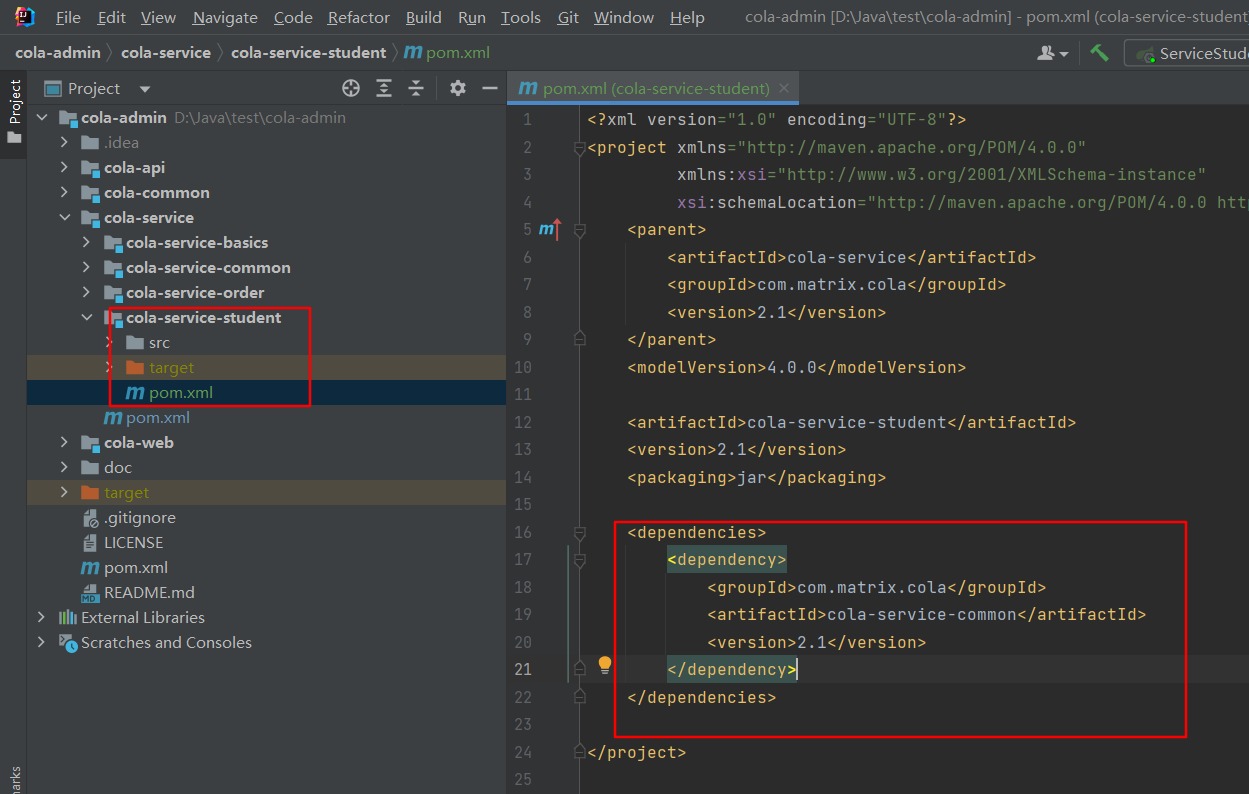 File Edit View Navigate Code Refactor Build Run Tools Git Window Help cola-admin [D:\Java\test\cola-admin] - pom.xml (cola-service-student)
cola-admin cola-service cola-service-student pom.xml ServiceStude
Project
Project
cola-admin D:\Java\test\cola-admin
.idea
cola-api
cola-common
cola-service
cola-service-basics
cola-service-common
cola-service-order
cola-service-student
src
target
pom.xml
pom.xml
cola-web
doc
target
.gitignore
LICENSE
pom.xml
README.md
External Libraries
Scratches and Consoles
marks
pom.xml (cola-service-student)
1 <?xml version="1.0" encoding="UTF-8"?>
2 <project xmlns="http://maven.apache.org/POM/4.0.0"
3 xmlns:xsi="http://www.w3.org/2001/XMLSchema-instance"
4 xsi:schemaLocation="http://maven.apache.org/POM/4.0.0 http
5 <parent>
6 <artifactId>cola-service</artifactId>
7 <groupId>com.matrix.cola</groupId>
8 <version>2.1</version>
9 </parent>
10 <modelVersion>4.0.0</modelVersion>
11
12 <artifactId>cola-service-student</artifactId>
13 <version>2.1</version>
14 <packaging>jar</packaging>
15
16 <dependencies>
17 <dependency>
18 <groupId>com.matrix.cola</groupId>
19 <artifactId>cola-service-common</artifactId>
20 <version>2.1</version>
21 </dependency>
22 </dependencies>
23
24 </project>
25